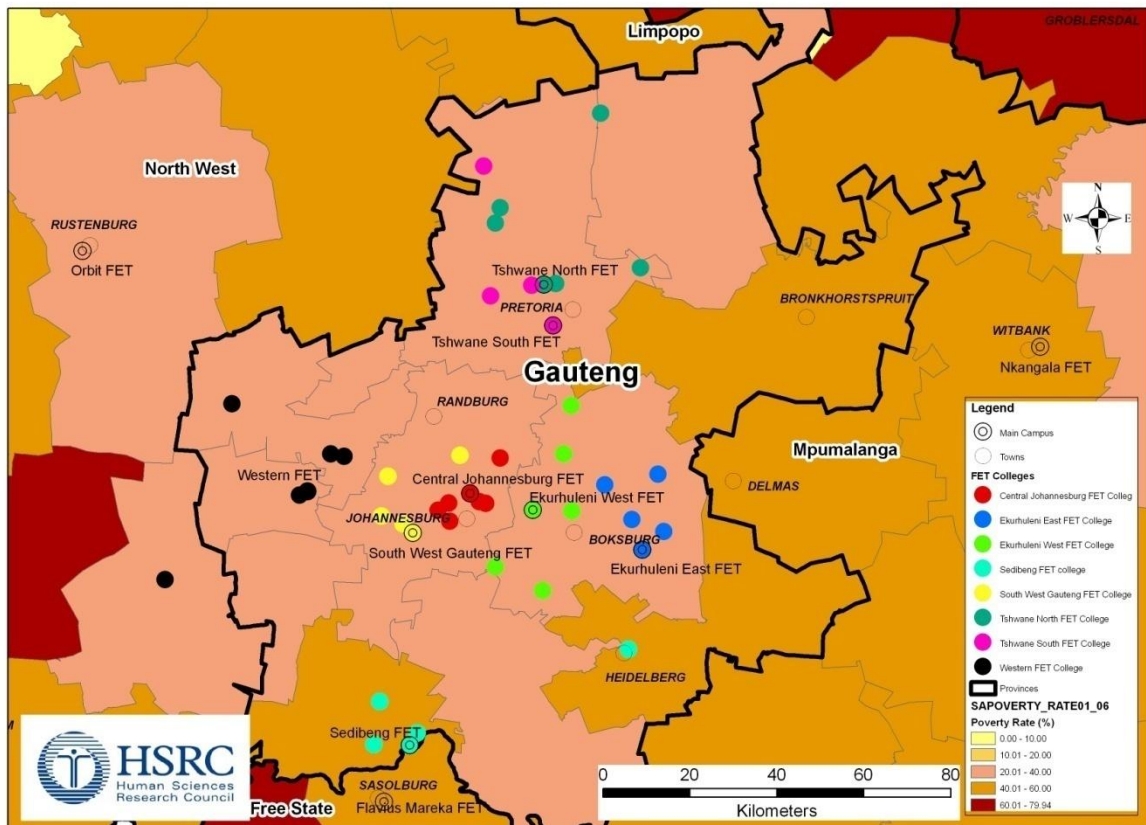 GROBLERSDAL
Limpopo
North West
N
W E
S
RUSTENBURG
Orbit FET
Tshwane North FET
PRETORIA
BRONKHORSTSPRUIT
WITBANK
Tshwane South FET
Nkangala FET
Gauteng
RANDBURG
Mpumalanga
Western FET
Central Johannesburg FET
Ekurhuleni West FET
DELMAS
JOHANNESBURG
BOKSBURG
South West Gauteng FET
Ekurhuleni East FET
HEIDELBERG
Sedibeng FET
SASOLBURG
Flavius Mareka FET
Free State
M
HSRC
Human Sciences
Research Council
0 20 40 60 80
Kilometers
Legend
Main Campus
Towns
FET Colleges
Central Johannesburg FET Colleg
Ekurhuleni East FET College
Ekurhuleni West FET College
Sedibeng FET college
South West Gauteng FET College
Tshwane North FET College
Tshwane South FET College
Western FET College
Provinces
SAPOVERTY_RATE01_06
Poverty Rate (%)
0.00 - 10.00
10.01 - 20.00
20.01 - 40.00
40.01 - 60.00
60.01 - 79.94